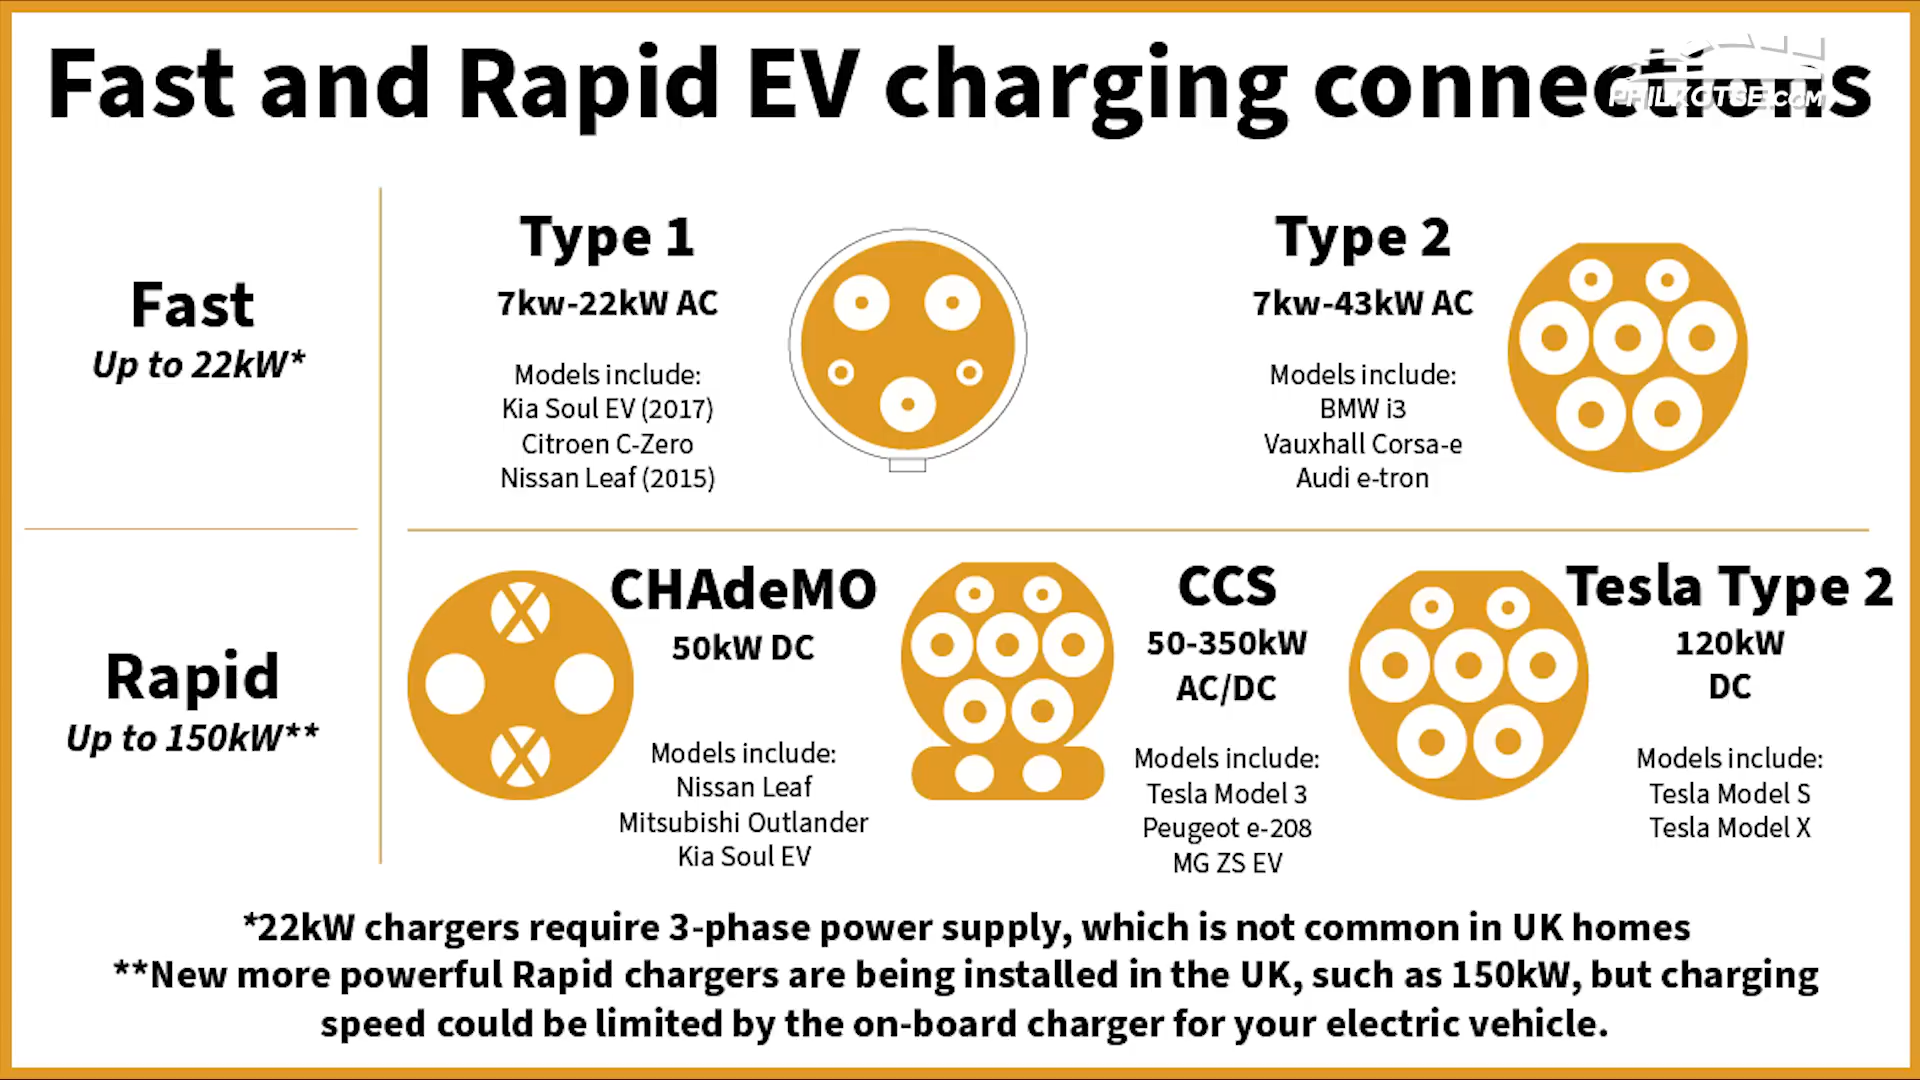 Fast and Rapid EV charging connections
PHILKOTSE.COM
Fast
Up to 22kW*
Type 1
7kw-22kW AC
Models include:
Kia Soul EV (2017)
Citroen C-Zero
Nissan Leaf (2015)
Type 2
7kw-43kW AC
Models include:
BMW i3
Vauxhall Corsa-e
Audi e-tron
Rapid
Up to 150kW**
CHAdeMO
50kW DC
Models include:
Nissan Leaf
Mitsubishi Outlander
Kia Soul EV
CCS
50-350kW
AC/DC
Models include:
Tesla Model 3
Peugeot e-208
MG ZS EV
Tesla Type 2
120kW
DC
Models include:
Tesla Model S
Tesla Model X
*22kW chargers require 3-phase power supply, which is not common in UK homes
**New more powerful Rapid chargers are being installed in the UK, such as 150kW, but charging
speed could be limited by the on-board charger for your electric vehicle.